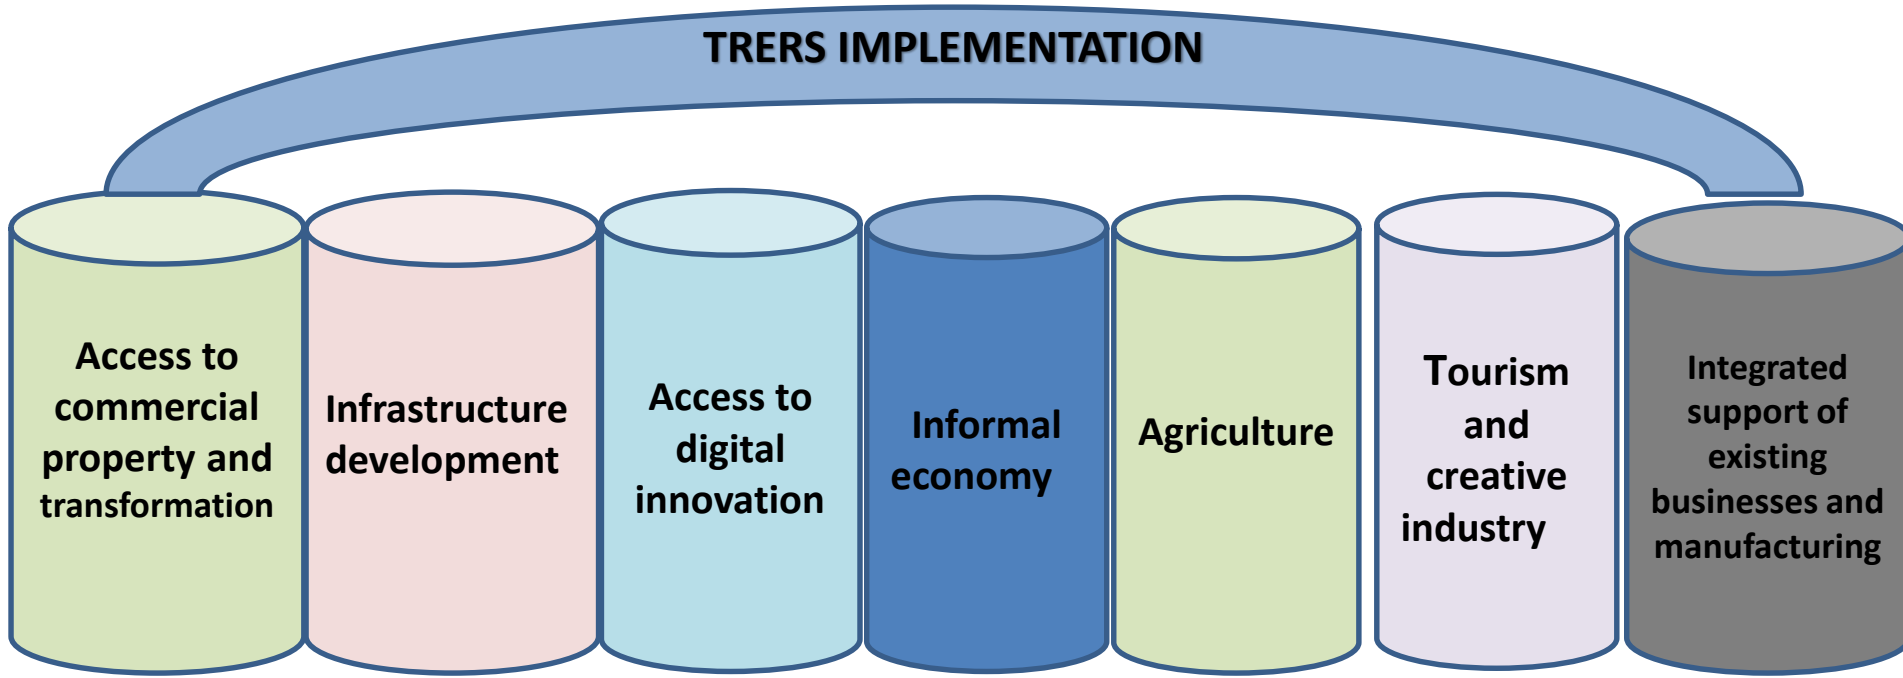 TRERS IMPLEMENTATION
Access to
commercial
property and
transformation
Infrastructure
development
Access to
digital
innovation
Informal
economy
Agriculture
Tourism
and
creative
industry
Integrated
support of
existing
businesses and
manufacturing